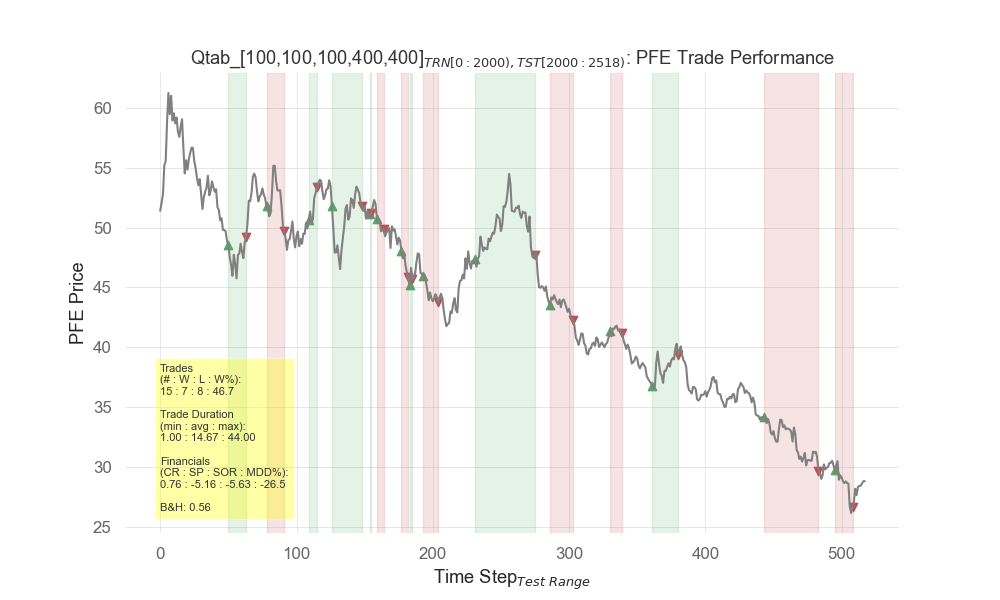 Qtab_[100,100,100,400,400]TRN[0 : 2000), TST[2000 : 2518): PFE Trade Performance
PFE Price
60
55
50
45
40
35
30
25
Trades
(# : W : L : W%):
15 : 7 : 8 : 46.7
Trade Duration
(min : avg : max):
1.00 : 14.67 : 44.00
Financials
(CR : SP : SOR : MDD%):
0.76 : -5.16 : -5.63 : -26.5
B&H: 0.56
0
100
200
300
400
500
Time StepTest Range